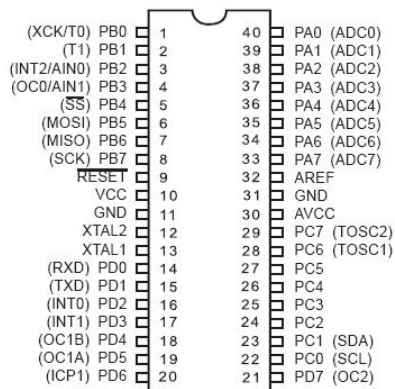 (XCK/T0) PB0 1 40 PA0 (ADC0)
(T1) PB1 2 39 PA1 (ADC1)
(INT2/AIN0) PB2 3 38 PA2 (ADC2)
(OC0/AIN1) PB3 4 37 PA3 (ADC3)
(SS) PB4 5 36 PA4 (ADC4)
(MOSI) PB5 6 35 PA5 (ADC5)
(MISO) PB6 7 34 PA6 (ADC6)
(SCK) PB7 8 33 PA7 (ADC7)
RESET 9 32 AREF
VCC 10 31 GND
GND 11 30 AVCC
XTAL2 12 29 PC7 (TOSC2)
XTAL1 13 28 PC6 (TOSC1)
(RXD) PD0 14 27 PC5
(TXD) PD1 15 26 PC4
(INT0) PD2 16 25 PC3
(INT1) PD3 17 24 PC2
(OC1B) PD4 18 23 PC1 (SDA)
(OC1A) PD5 19 22 PC0 (SCL)
(ICP1) PD6 20 21 PD7 (OC2)